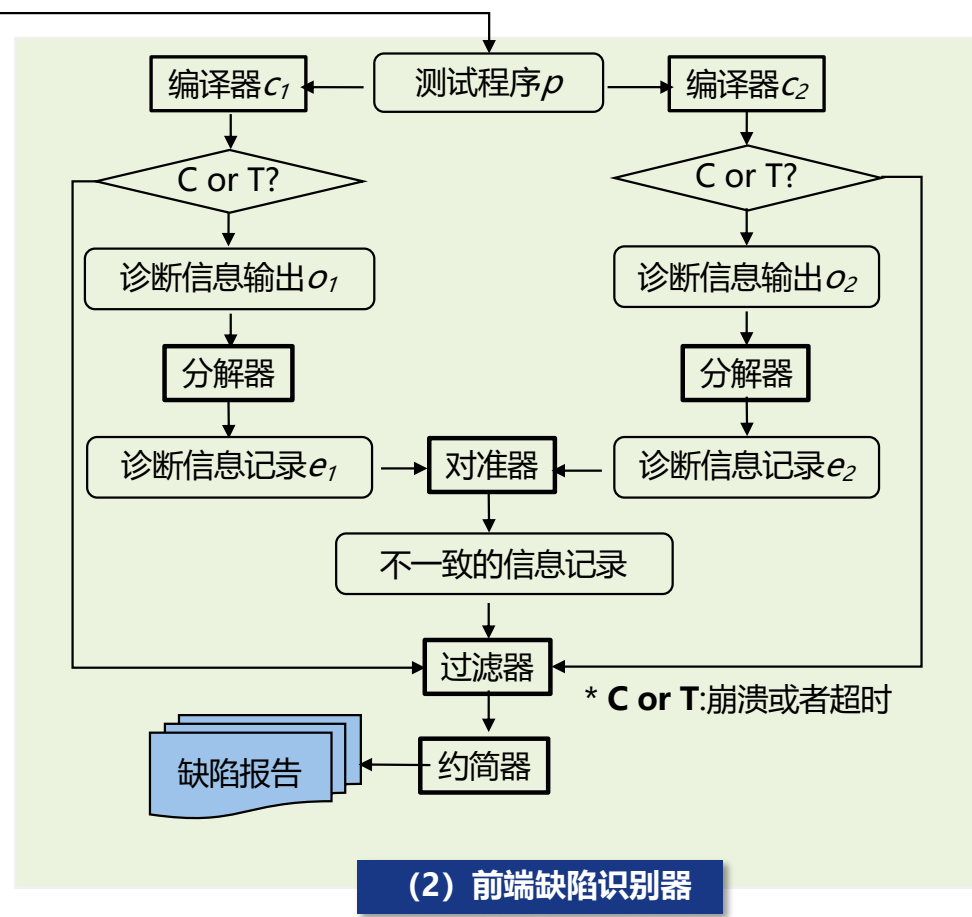 编译器c1
测试程序p
编译器c2
C or T?
C or T?
诊断信息输出o1
诊断信息输出o2
分解器
分解器
诊断信息记录e1
对准器
诊断信息记录e2
不一致的信息记录
过滤器
* C or T:崩溃或者超时
缺陷报告
约简器
（2）前端缺陷识别器